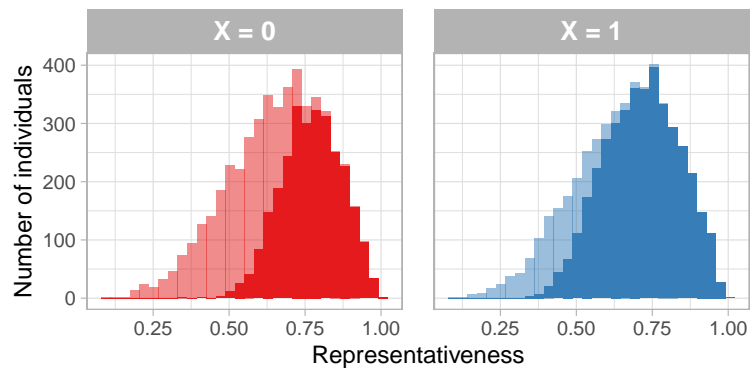 X = 0
X = 1
Number of individuals
400
300
200
100
0
0.25 0.50 0.75 1.00
0.25 0.50 0.75 1.00
Representativeness